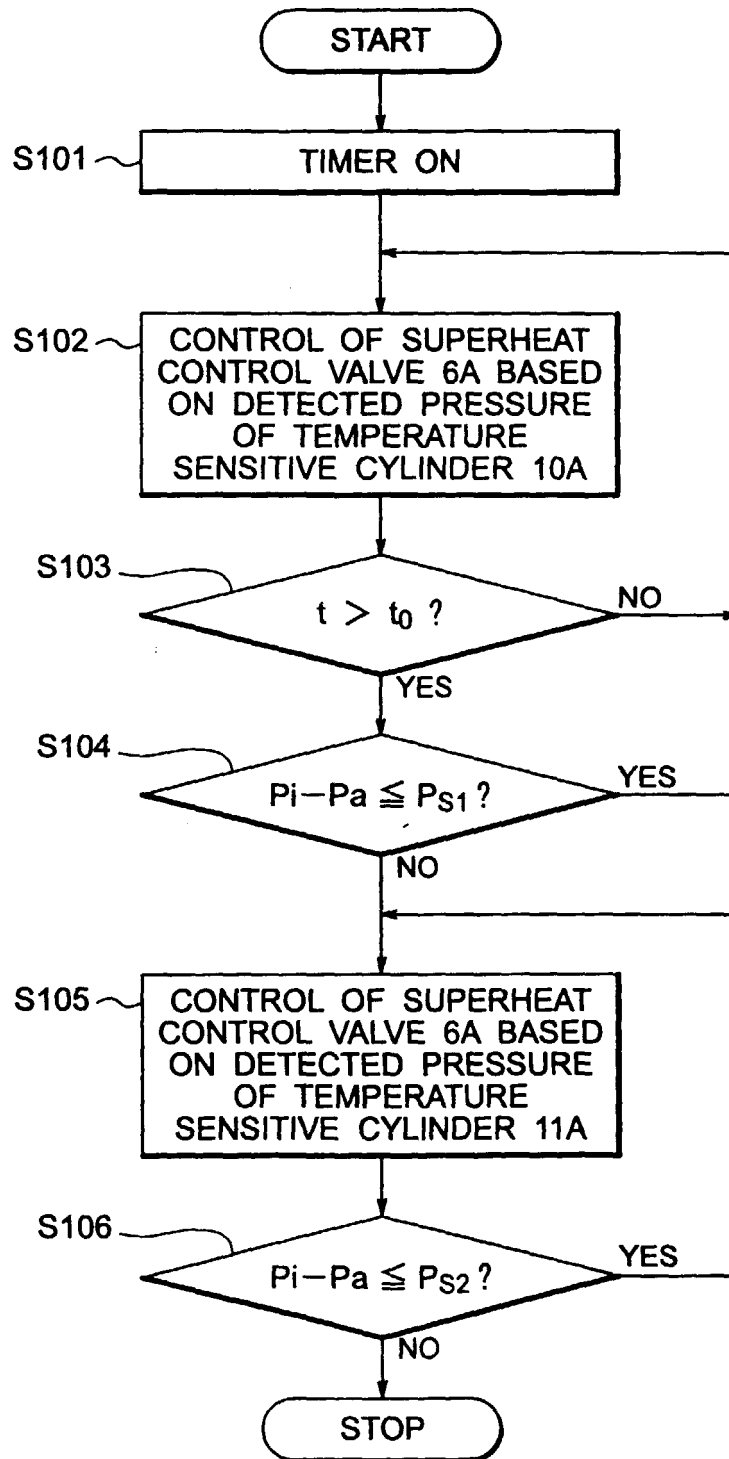 START
S101
TIMER ON
S102
CONTROL OF SUPERHEAT
CONTROL VALVE 6A BASED
ON DETECTED PRESSURE
OF TEMPERATURE
SENSITIVE CYLINDER 10A
S103
t > t0 ?
NO
YES
S104
Pi–Pa ≦ PS1 ?
YES
NO
S105
CONTROL OF SUPERHEAT
CONTROL VALVE 6A BASED
ON DETECTED PRESSURE
OF TEMPERATURE
SENSITIVE CYLINDER 11A
S106
Pi–Pa ≦ PS2 ?
YES
NO
STOP